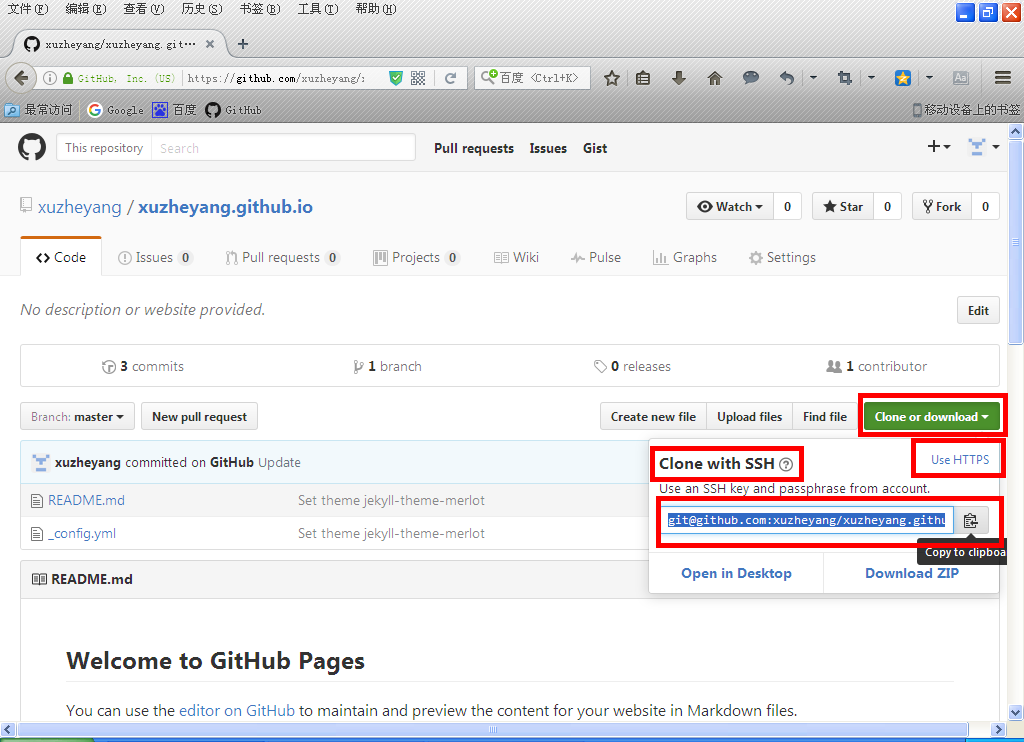 文件(F) 编辑(E) 查看(V) 历史(S) 书签(B) 工具(T) 帮助(H)
xuzheyang/xuzheyang.git···
GitHub, Inc. (US) https://github.com/xuzheyang/: 百度 <Ctrl+K>
最常访问 Google 百度 GitHub 移动设备上的书签
This repository Search Pull requests Issues Gist
xuzheyang / xuzheyang.github.io Watch 0 Star 0 Fork 0
Code Issues 0 Pull requests 0 Projects 0 Wiki Pulse Graphs Settings
No description or website provided. Edit
3 commits 1 branch 0 releases 1 contributor
Branch: master New pull request Create new file Upload files Find file Clone or download
xuzheyang committed on GitHub Update
Clone with SSH Use HTTPS
Use an SSH key and passphrase from account.
README.md Set theme jekyll-theme-merlot
git@github.com:xuzheyang/xuzheyang.githu
_config.yml Set theme jekyll-theme-merlot
Copy to clipboa
Open in Desktop Download ZIP
README.md
Welcome to GitHub Pages
You can use the editor on GitHub to maintain and preview the content for your website in Markdown files.